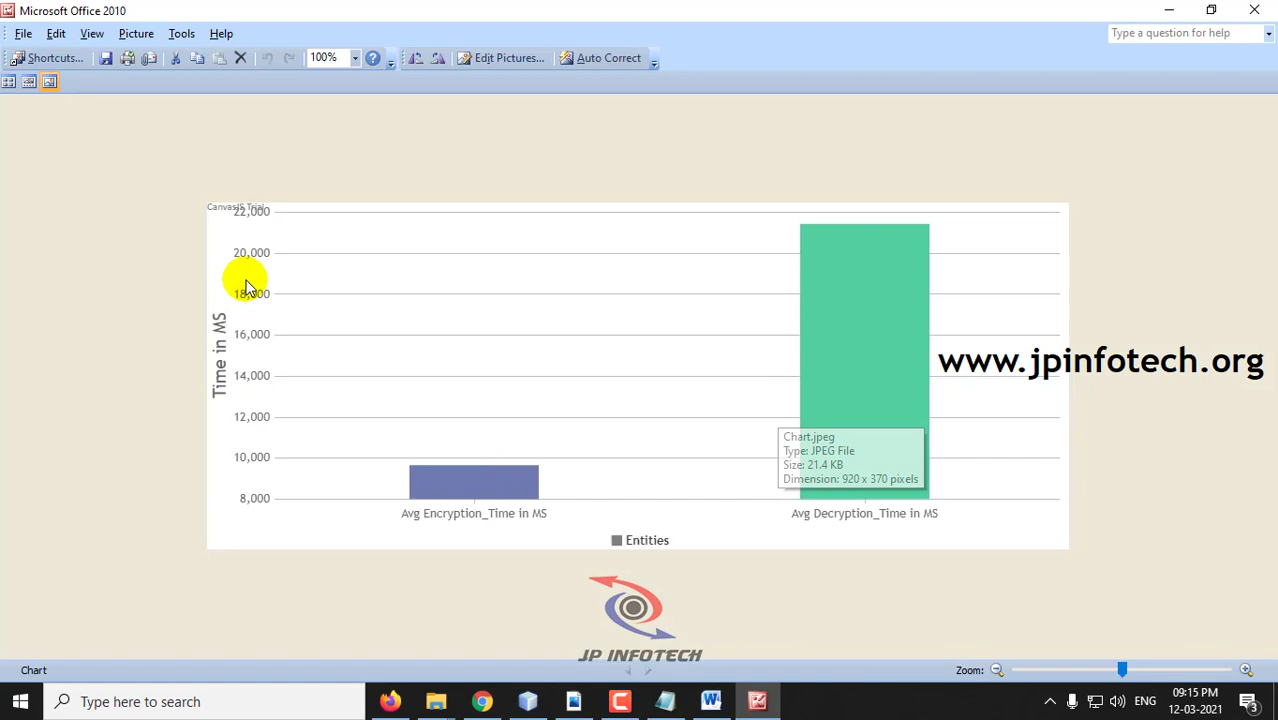 Microsoft Office 2010
File Edit View Picture Tools Help
Type a question for help
Shortcuts... 100% Edit Pictures... Auto Correct
CanvasJS Trial
22,000
20,000
18,000
16,000
14,000
12,000
10,000
8,000
Time in MS
www.jpinfotech.org
Chart.jpeg
Type: JPEG File
Size: 21.4 KB
Dimension: 920 x 370 pixels
Avg Encryption_Time in MS
Avg Decryption_Time in MS
Entities
JP INFOTECH
Chart
Zoom:
Type here to search
ENG
09:15 PM
12-03-2021
3